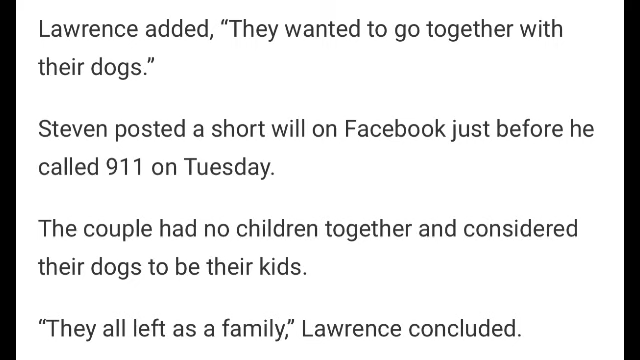 Lawrence added, “They wanted to go together with
their dogs.”
Steven posted a short will on Facebook just before he
called 911 on Tuesday.
The couple had no children together and considered
their dogs to be their kids.
“They all left as a family,” Lawrence concluded.